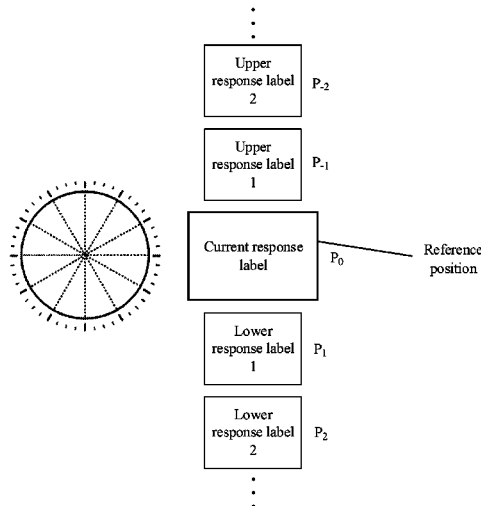 Upper
response label
2
P-2
Upper
response label
1
P-1
Current response
label
P0
Reference
position
Lower
response label
1
P1
Lower
response label
2
P2